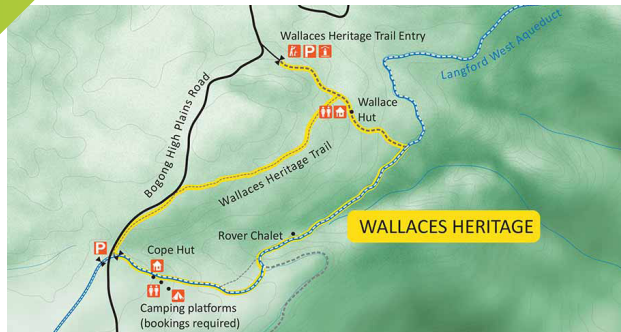 Wallaces Heritage Trail Entry
P
Langford West Aqueduct
Bogong High Plains Road
Wallace
Hut
Wallaces Heritage Trail
WALLACES HERITAGE
Rover Chalet
P
Cope Hut
Camping platforms
(bookings required)